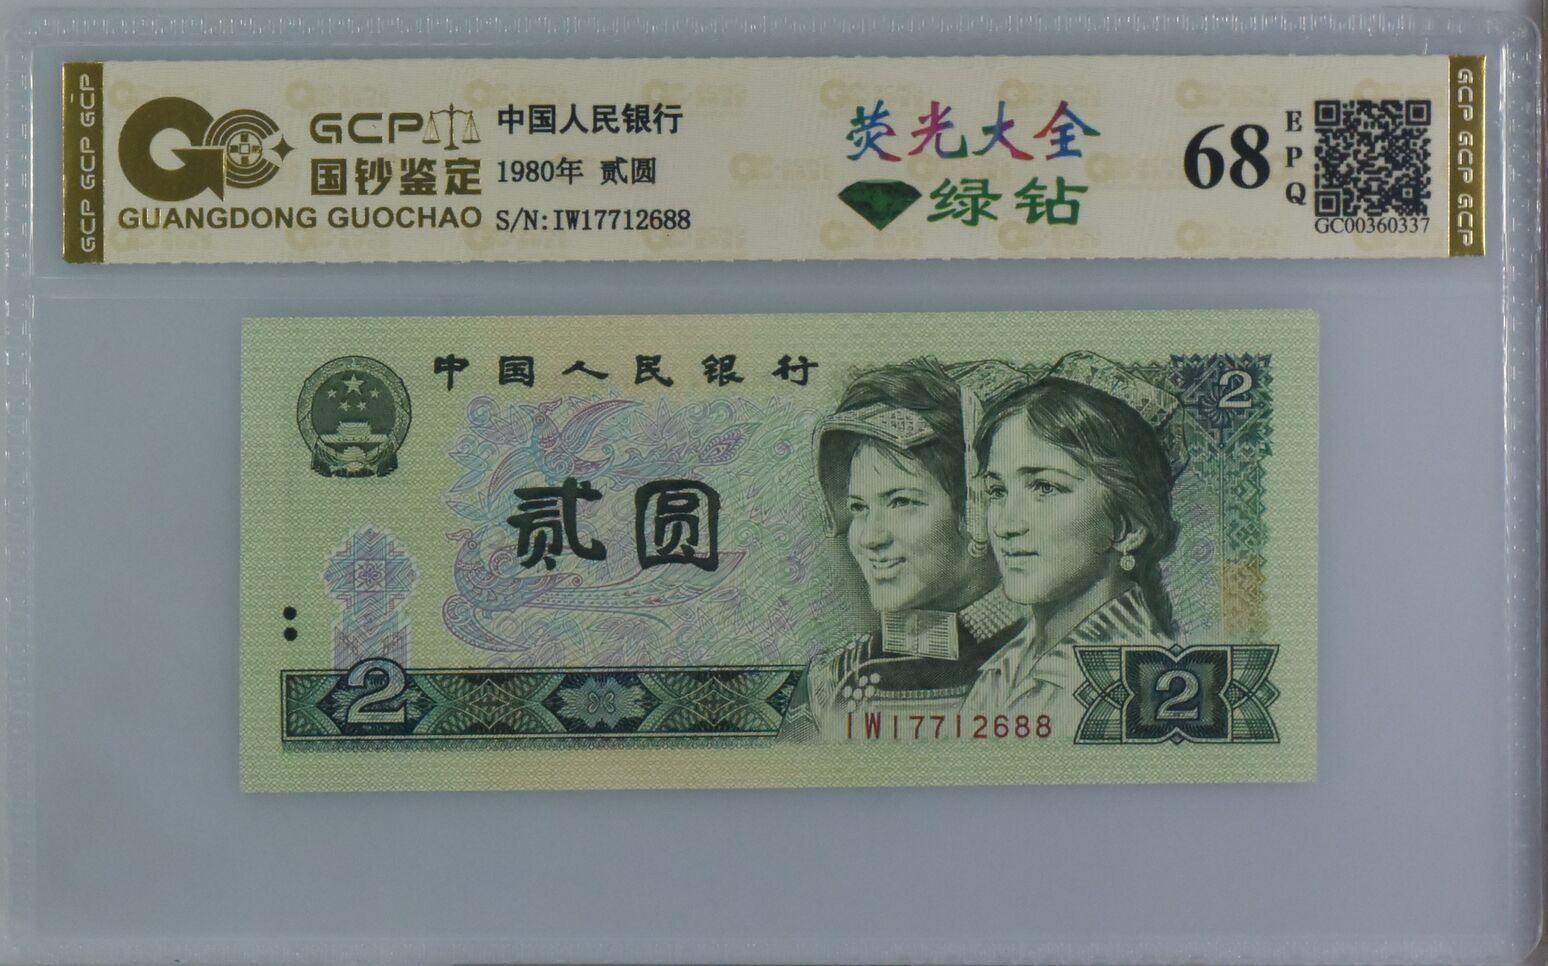 GCP GCP GCP
GCP
国钞鉴定
GUANGDONG GUOCHAO
中国人民银行
1980年 贰圆
S/N:IW17712688
荧光大全
绿钻
68
EPQ
GC00360337
GCP GCP GCP
中国人民银行
2
贰圆
2
IW17712688
2